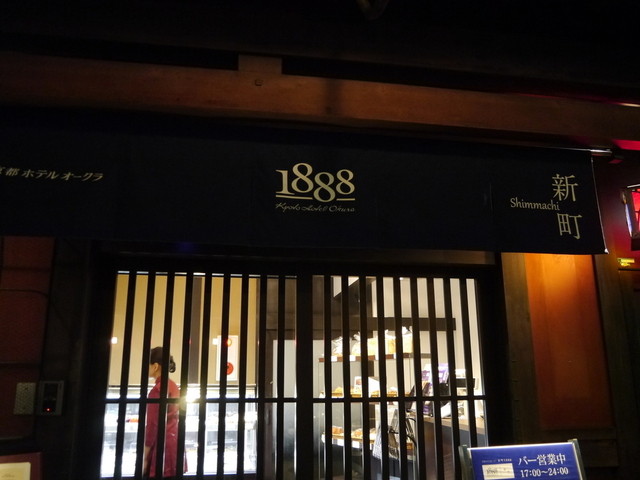 都 ホテル オークラ
1888
Kyoto Hotel Okura
新町
Shimmachi
バー営業中
17:00～24:00